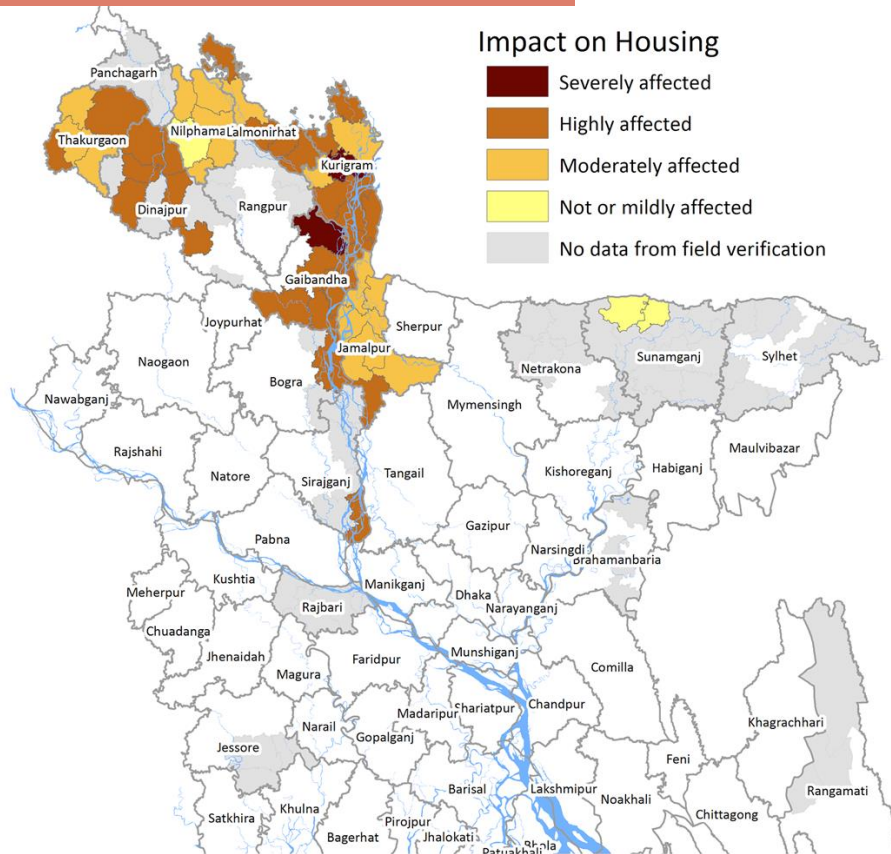 Impact on Housing
Severely affected
Highly affected
Moderately affected
Not or mildly affected
No data from field verification
Panchagarh
Thakurgaon
Nilphama
Lalmonirhat
Kurigram
Dinajpur
Rangpur
Gaibandha
Joypurhat
Sherpur
Naogaon
Jamalpur
Netrakona
Sunamganj
Sylhet
Bogra
Nawabganj
Mymensingh
Rajshahi
Natore
Sirajganj
Tangail
Kishoreganj
Habiganj
Maulvibazar
Pabna
Gazipur
Narsingdi
Brahamanbaria
Kushtia
Manikganj
Meherpur
Rajbari
Dhaka
Narayanganj
Chuadanga
Jhenaidah
Faridpur
Munshiganj
Comilla
Magura
Khagrachhari
Narail
Madaripur
Shariatpur
Chandpur
Jessore
Gopalganj
Feni
Barisal
Lakshmipur
Noakhali
Rangamati
Satkhira
Khulna
Pirojpur
Chittagong
Bagerhat
Jhalokati
Patuakhali
Bhola